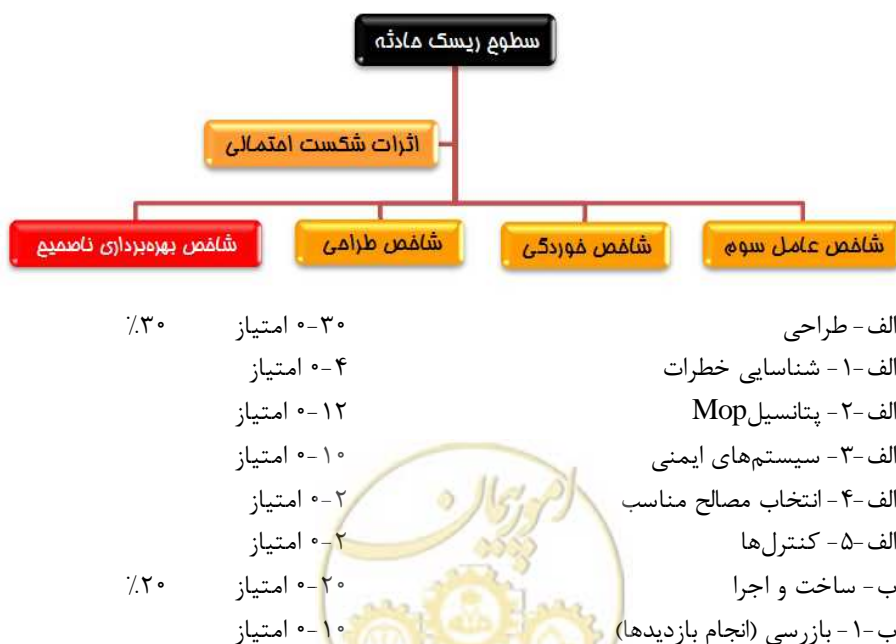 سطوح ریسک حادثه
اثرات شکست احتمالی
شاخص عامل سوم
شاخص خوردگی
شاخص طراحی
شاخص بهره‌برداری ناصحیح
الف- طراحی ۰-۳۰ امتیاز ۳۰٪
الف-۱- شناسایی خطرات ۰-۴ امتیاز
الف-۲- پتانسیل Mop ۰-۱۲ امتیاز
الف-۳- سیستم‌های ایمنی ۰-۱۰ امتیاز
الف-۴- انتخاب مصالح مناسب ۰-۲ امتیاز
الف-۵- کنترل‌ها ۰-۲ امتیاز
ب- ساخت و اجرا ۰-۲۰ امتیاز ۲۰٪
ب-۱- بازرسی (انجام بازدیدها) ۰-۱۰ امتیاز
امور پیمان